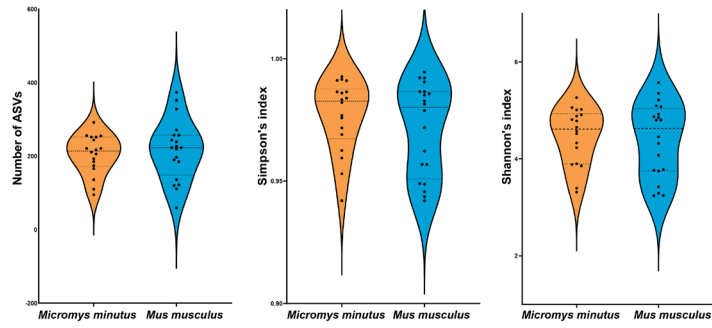 Number of ASVs
600
400
200
0
-200
Micromys minutus Mus musculus
Simpson's index
1.00
0.95
0.90
Micromys minutus Mus musculus
Shannon's index
6
4
2
Micromys minutus Mus musculus